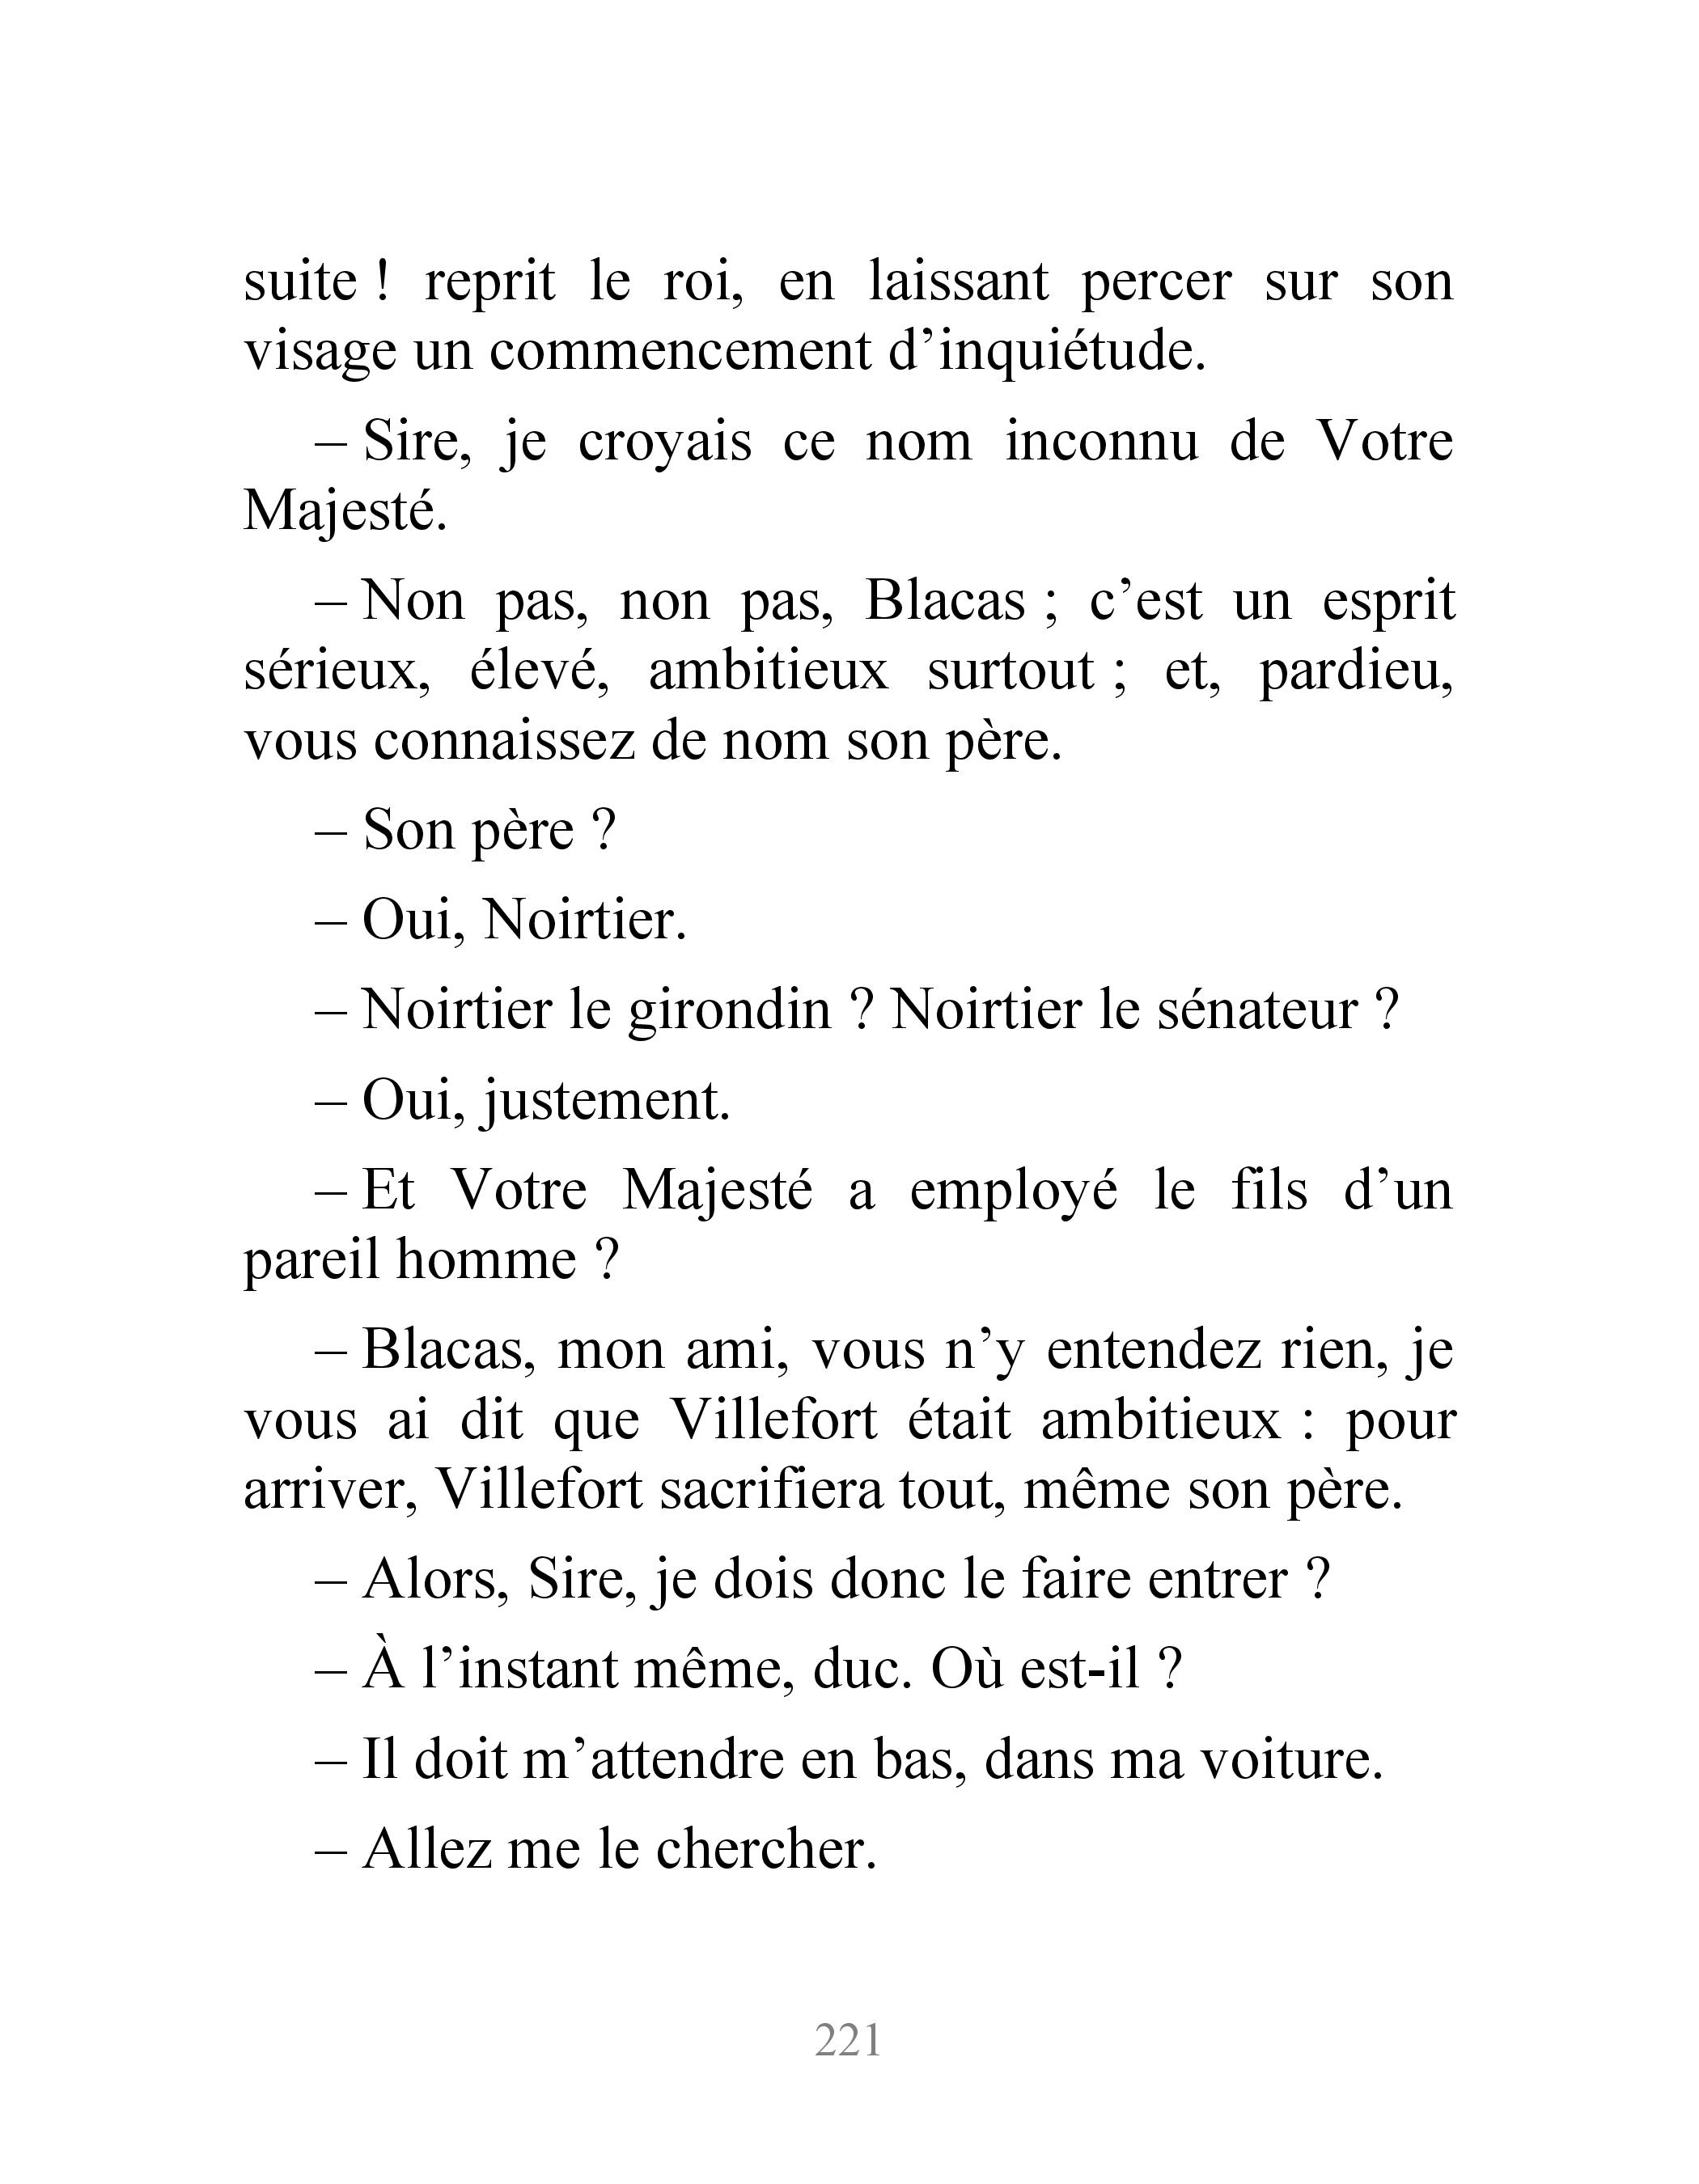 suite ! reprit le roi, en laissant percer sur son
visage un commencement d’inquiétude.
– Sire, je croyais ce nom inconnu de Votre
Majesté.
– Non pas, non pas, Blacas ; c’est un esprit
sérieux, élevé, ambitieux surtout ; et, pardieu,
vous connaissez de nom son père.
– Son père ?
– Oui, Noirtier.
– Noirtier le girondin ? Noirtier le sénateur ?
– Oui, justement.
– Et Votre Majesté a employé le fils d’un
pareil homme ?
– Blacas, mon ami, vous n’y entendez rien, je
vous ai dit que Villefort était ambitieux : pour
arriver, Villefort sacrifiera tout, même son père.
– Alors, Sire, je dois donc le faire entrer ?
– À l’instant même, duc. Où est-il ?
– Il doit m’attendre en bas, dans ma voiture.
– Allez me le chercher.
221